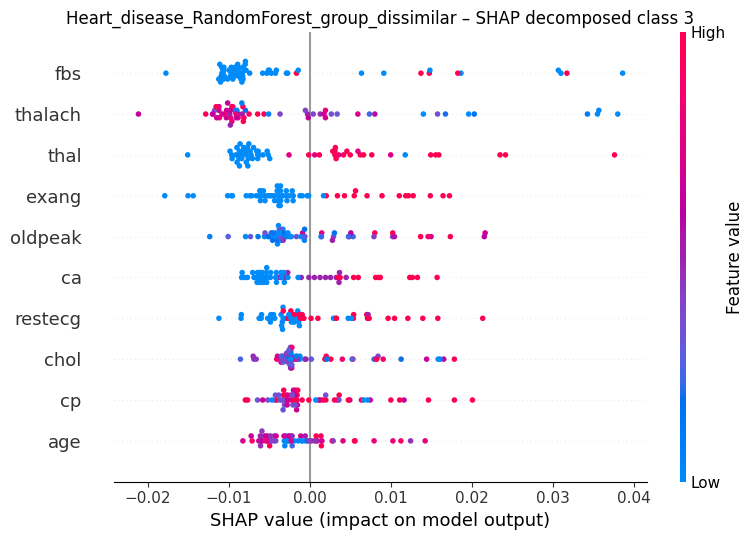 Heart_disease_RandomForest_group_dissimilar – SHAP decomposed class 3
High
fbs
thalach
thal
exang
oldpeak
ca
restecg
chol
cp
age
Feature value
Low
−0.02 −0.01 0.00 0.01 0.02 0.03 0.04
SHAP value (impact on model output)